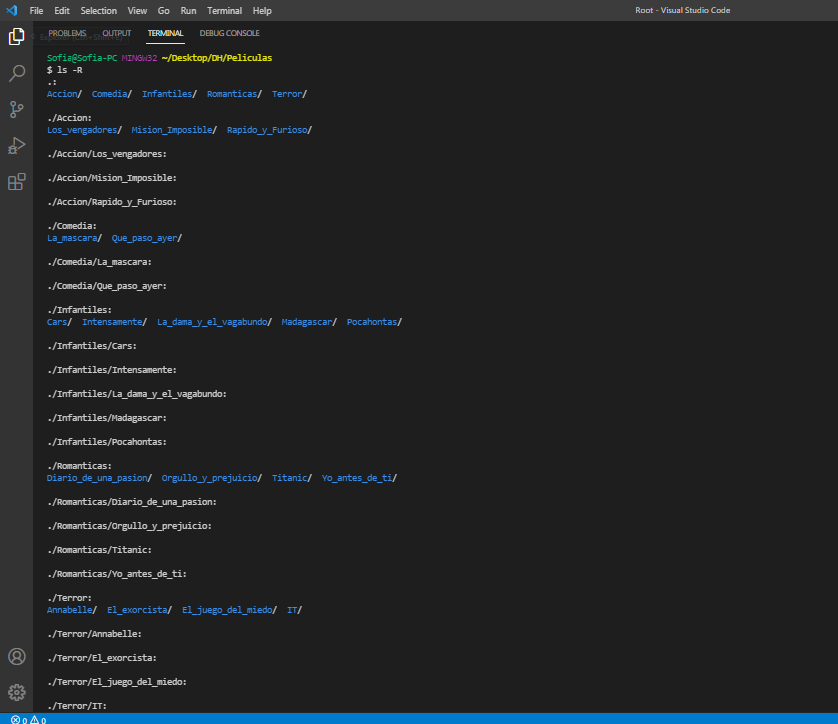 File Edit Selection View Go Run Terminal Help Root - Visual Studio Code
PROBLEMS OUTPUT TERMINAL DEBUG CONSOLE
Sofia@Sofia-PC MINGW32 ~/Desktop/DH/Peliculas
$ ls -R
.:
Accion/ Comedia/ Infantiles/ Romanticas/ Terror/
./Accion:
Los_vengadores/ Mision_Imposible/ Rapido_y_Furioso/
./Accion/Los_vengadores:
./Accion/Mision_Imposible:
./Accion/Rapido_y_Furioso:
./Comedia:
La_mascara/ Que_paso_ayer/
./Comedia/La_mascara:
./Comedia/Que_paso_ayer:
./Infantiles:
Cars/ Intensamente/ La_dama_y_el_vagabundo/ Madagascar/ Pocahontas/
./Infantiles/Cars:
./Infantiles/Intensamente:
./Infantiles/La_dama_y_el_vagabundo:
./Infantiles/Madagascar:
./Infantiles/Pocahontas:
./Romanticas:
Diario_de_una_pasion/ Orgullo_y_prejuicio/ Titanic/ Yo_antes_de_ti/
./Romanticas/Diario_de_una_pasion:
./Romanticas/Orgullo_y_prejuicio:
./Romanticas/Titanic:
./Romanticas/Yo_antes_de_ti:
./Terror:
Annabelle/ El_exorcista/ El_juego_del_miedo/ IT/
./Terror/Annabelle:
./Terror/El_exorcista:
./Terror/El_juego_del_miedo:
./Terror/IT:
0 0